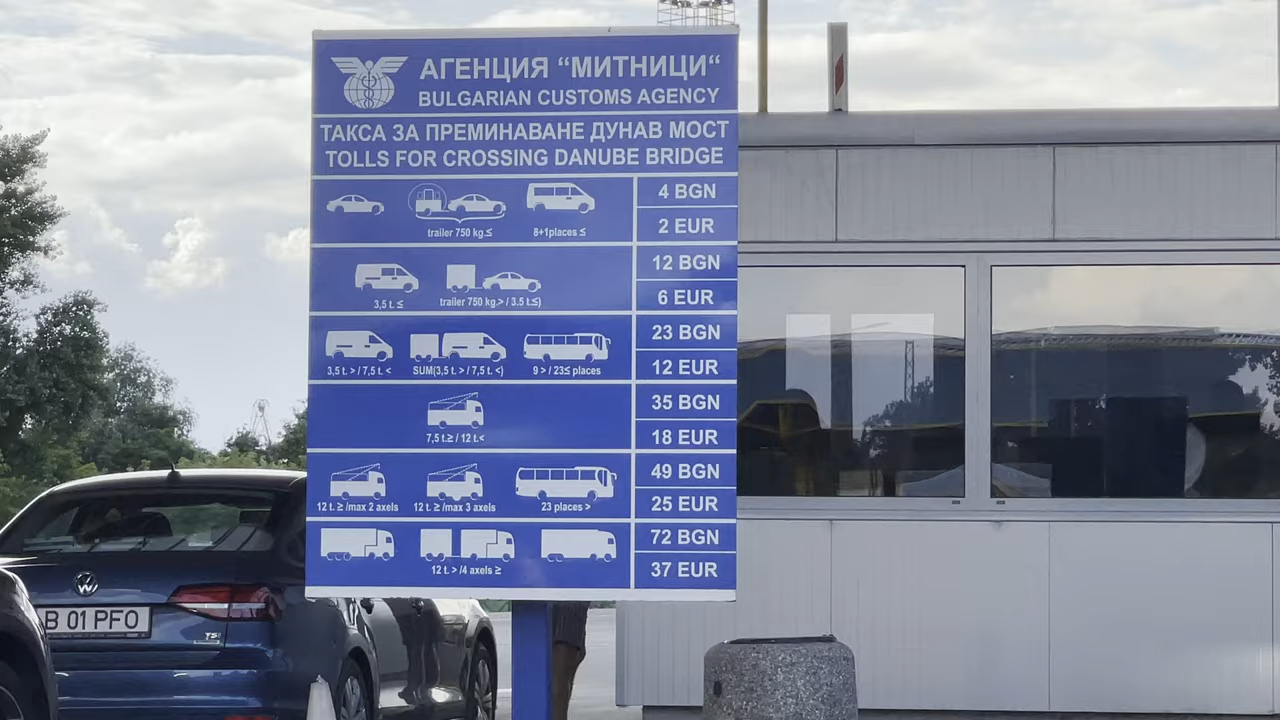 АГЕНЦИЯ “МИТНИЦИ“
BULGARIAN CUSTOMS AGENCY
ТАКСА ЗА ПРЕМИНАВАНЕ ДУНАВ МОСТ
TOLLS FOR CROSSING DANUBE BRIDGE
trailer 750 kg.≤
8+1places ≤
4 BGN
2 EUR
3,5 t. ≤
trailer 750 kg.> / 3.5 t.≤)
12 BGN
6 EUR
3,5 t. > / 7,5 t. <
SUM(3,5 t. > / 7,5 t. <)
9 > / 23≤ places
23 BGN
12 EUR
7,5 t.≥ / 12 t.<
35 BGN
18 EUR
12 t. ≥ /max 2 axels
12 t. ≥ /max 3 axels
23 places >
49 BGN
25 EUR
12 t. > /4 axels ≥
72 BGN
37 EUR
B 01 PFO
TSI